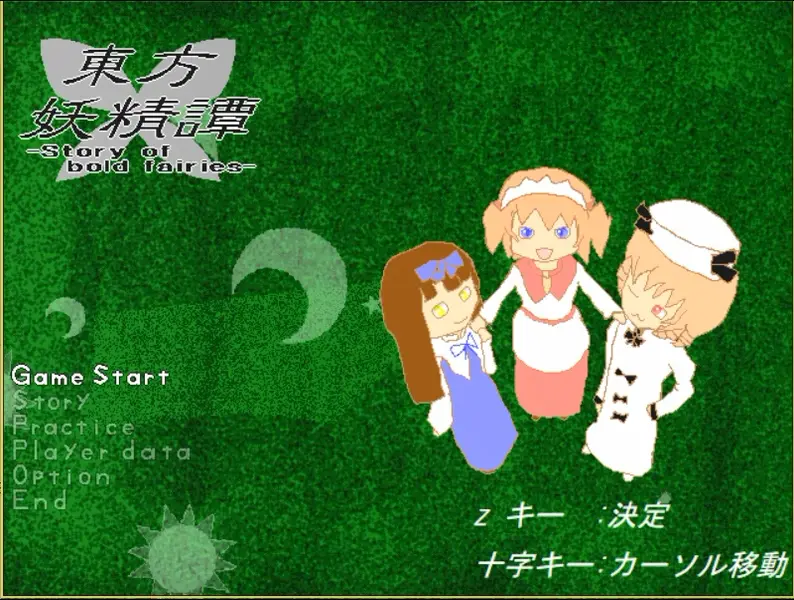 東方
妖精譚
-Story of
bold fairies-
Game Start
Story
Practice
Player data
Option
End
z キー :決定
十字キー:カーソル移動